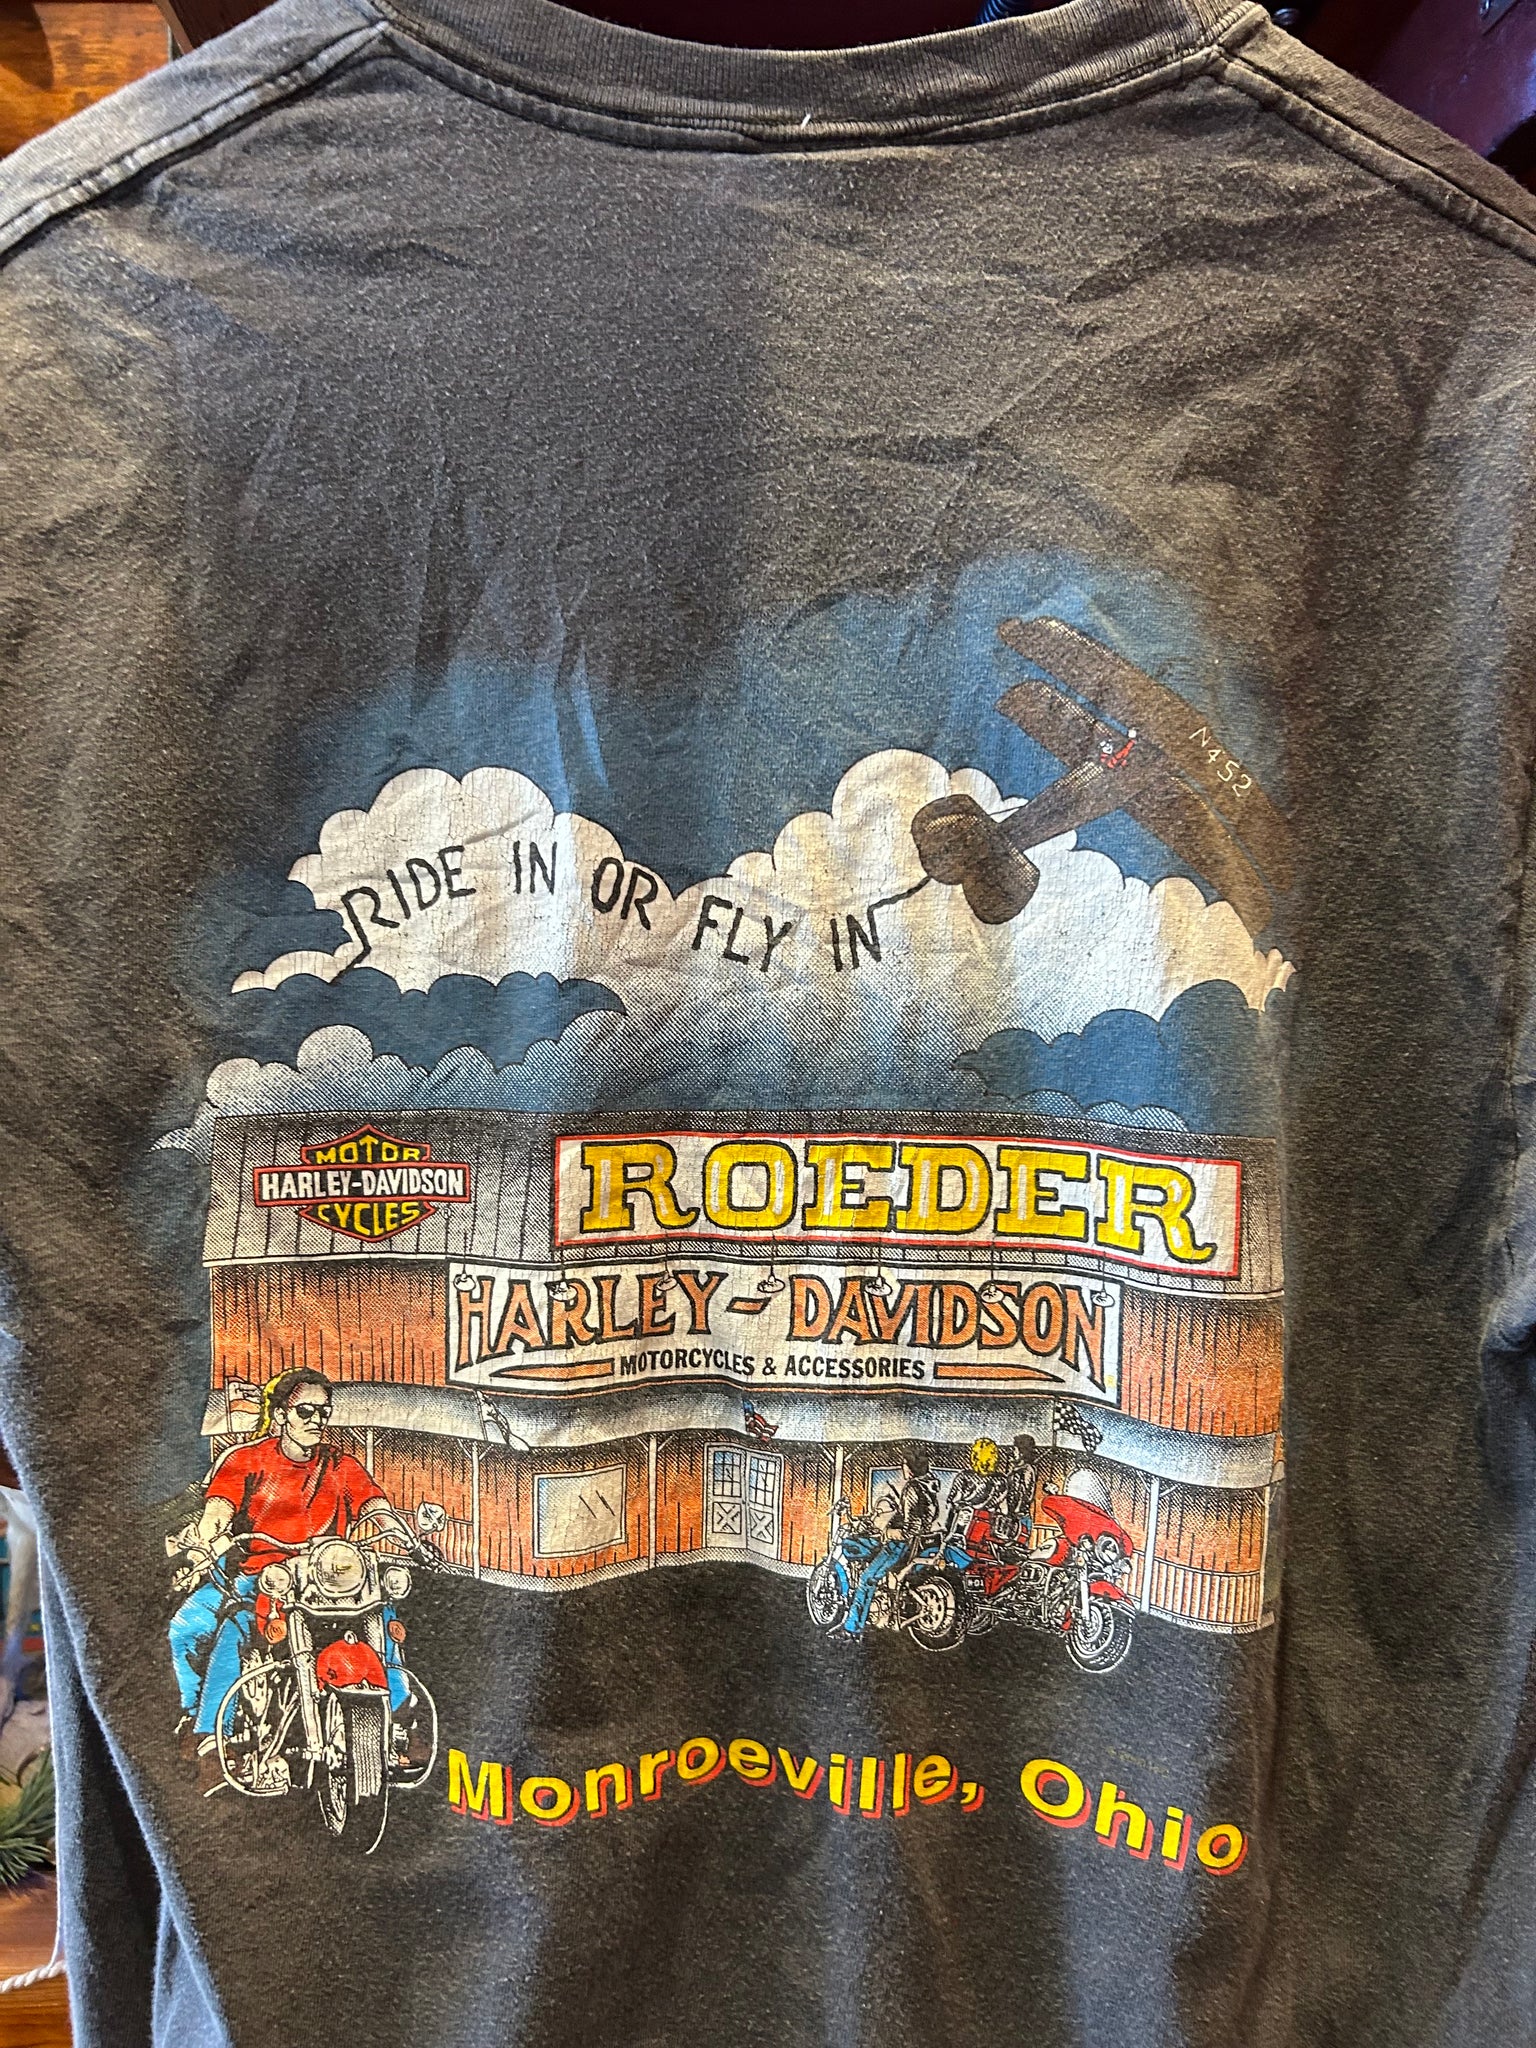 N452
RIDE IN OR FLY IN
MOTOR
HARLEY-DAVIDSON
CYCLES
ROEDER
HARLEY-DAVIDSON
MOTORCYCLES & ACCESSORIES
Monroeville, Ohio